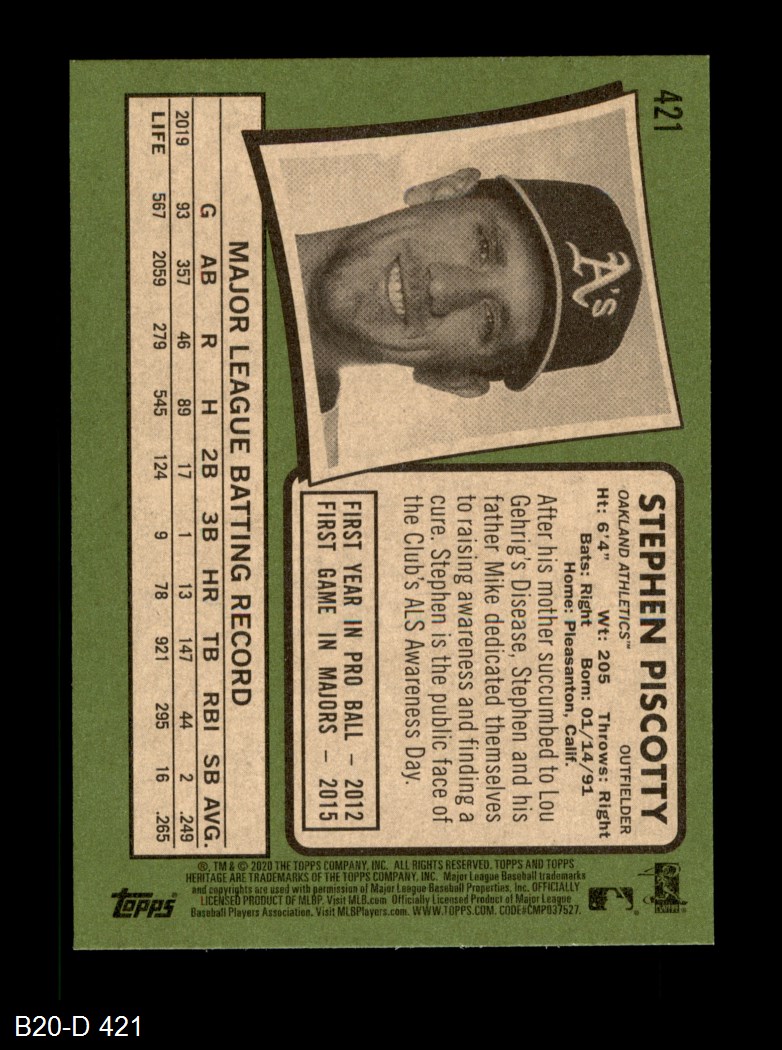 421
A's
STEPHEN PISCOTTY
OAKLAND ATHLETICS™ OUTFIELDER
Ht: 6'4" Wt: 205 Throws: Right
Bats: Right Born: 01/14/91
Home: Pleasanton, Calif.
After his mother succumbed to Lou
Gehrig's Disease, Stephen and his
father Mike dedicated themselves
to raising awareness and finding a
cure. Stephen is the public face of
the Club's ALS Awareness Day.
FIRST YEAR IN PRO BALL – 2012
FIRST GAME IN MAJORS – 2015
MAJOR LEAGUE BATTING RECORD
G AB R H 2B 3B HR TB RBI SB AVG.
2019 93 357 46 89 17 1 13 147 44 2 .249
LIFE 567 2059 279 545 124 9 78 921 295 16 .265
®, TM & © 2020 THE TOPPS COMPANY, INC. ALL RIGHTS RESERVED. TOPPS AND TOPPS
HERITAGE ARE TRADEMARKS OF THE TOPPS COMPANY, INC. Major League Baseball trademarks
and copyrights are used with permission of Major League Baseball Properties, Inc. OFFICIALLY
LICENSED PRODUCT OF MLBP. Visit MLB.com Officially Licensed Product of Major League
Baseball Players Association. Visit MLBPlayers.com. WWW.TOPPS.COM. CODE#CMP037527.
topps
B20-D 421